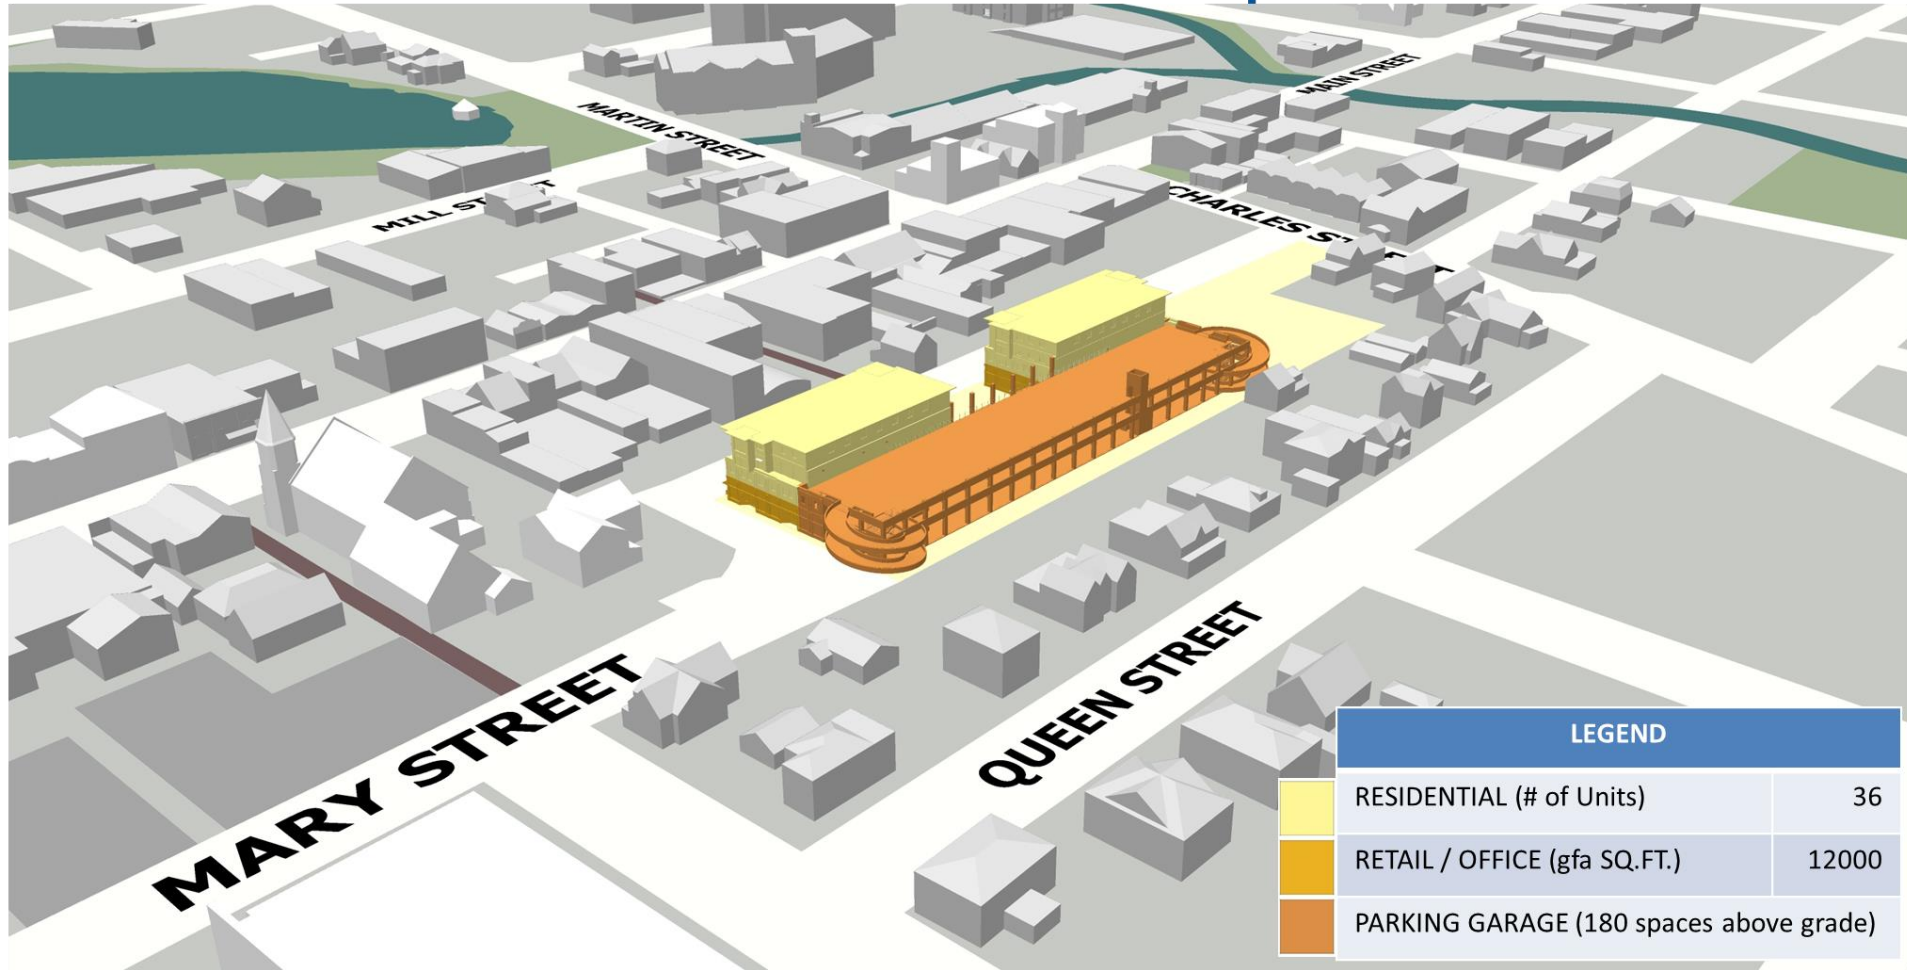 MAIN STREET
MARTIN STREET
MILL ST
CHARLES ST
MARY STREET
QUEEN STREET
LEGEND
RESIDENTIAL (# of Units) 36
RETAIL / OFFICE (gfa SQ.FT.) 12000
PARKING GARAGE (180 spaces above grade)